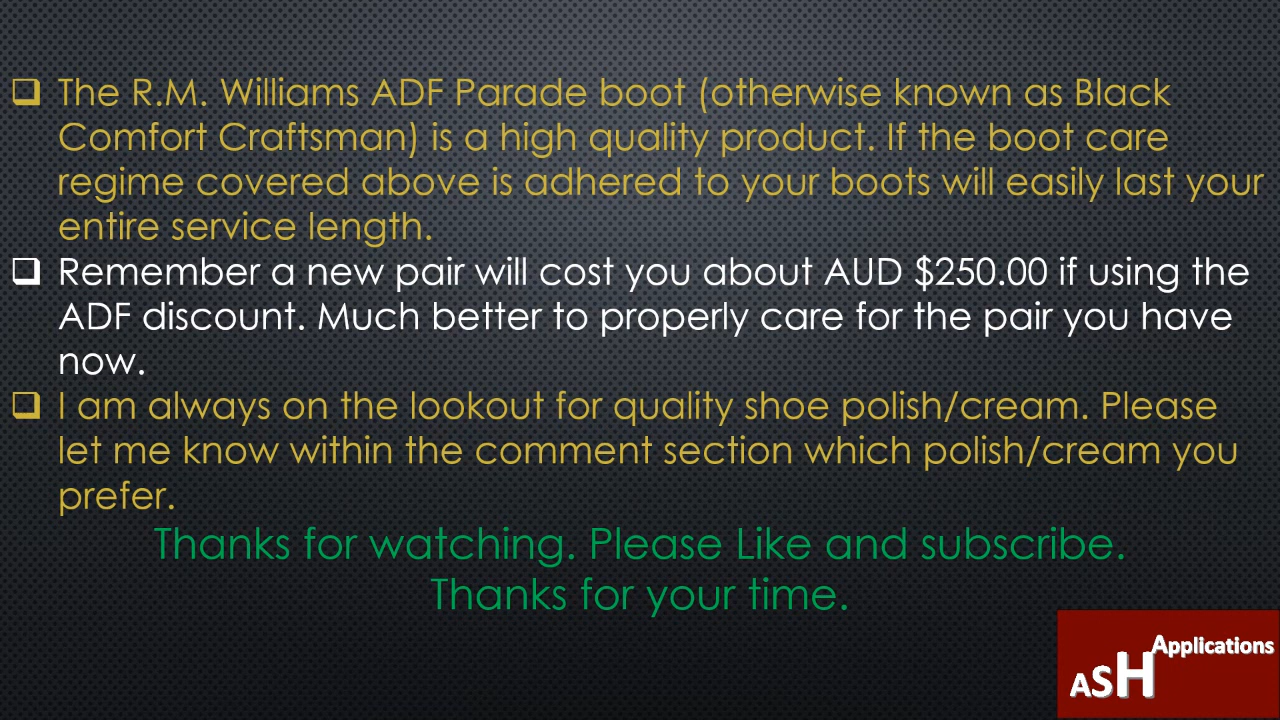 ❑ The R.M. Williams ADF Parade boot (otherwise known as Black
Comfort Craftsman) is a high quality product. If the boot care
regime covered above is adhered to your boots will easily last your
entire service length.
❑ Remember a new pair will cost you about AUD $250.00 if using the
ADF discount. Much better to properly care for the pair you have
now.
❑ I am always on the lookout for quality shoe polish/cream. Please
let me know within the comment section which polish/cream you
prefer.
Thanks for watching. Please Like and subscribe.
Thanks for your time.
ASH Applications